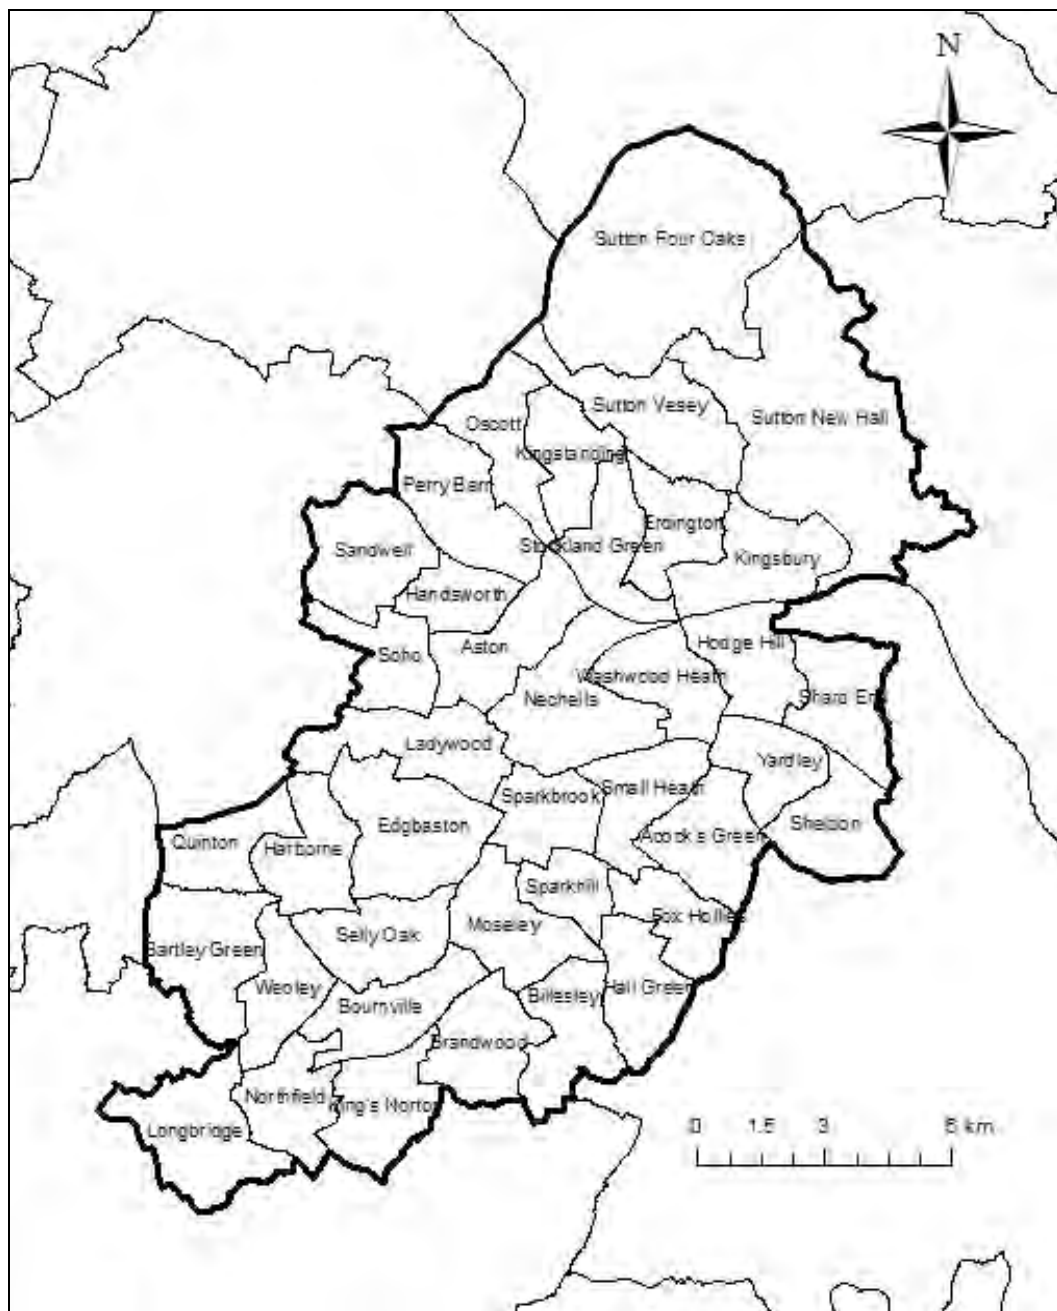 N
Sutton Four Oaks
Sutton Vesey
Sutton New Hall
Oscott
Kingstanding
Perry Barr
Erdington
Stockland Green
Sandwell
Kingsbury
Handsworth
Hodge Hill
Aston
Soho
Washwood Heath
Shard End
Nechells
Ladywood
Yardley
Sparkbrook
Small Heath
Sheldon
Edgbaston
Acock's Green
Quinton
Harborne
Sparkhill
Fox Hollies
Moseley
Selly Oak
Bartley Green
Weoley
Hall Green
Billesley
Bournville
Brandwood
Northfield
King's Norton
Longbridge
0 1.5 3 6 km